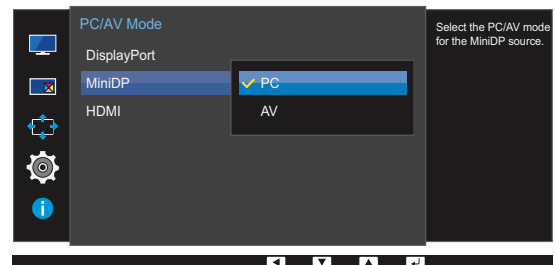 PC/AV Mode
DisplayPort
MiniDP
PC
HDMI
AV
Select the PC/AV mode
for the MiniDP source.